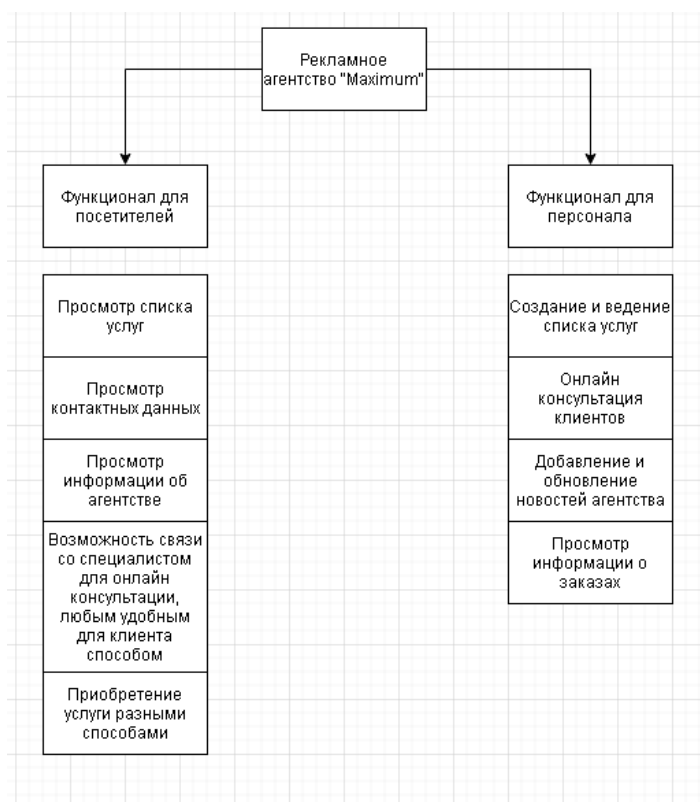 Рекламное
агентство "Maximum"
Функционал для
посетителей
Функционал для
персонала
Просмотр списка
услуг
Просмотр
контактных данных
Просмотр
информации об
агентстве
Возможность связи
со специалистом
для онлайн
консультации,
любым удобным
для клиента
способом
Приобретение
услуги разными
способами
Создание и ведение
списка услуг
Онлайн
консультация
клиентов
Добавление и
обновление
новостей агентства
Просмотр
информации о
заказах